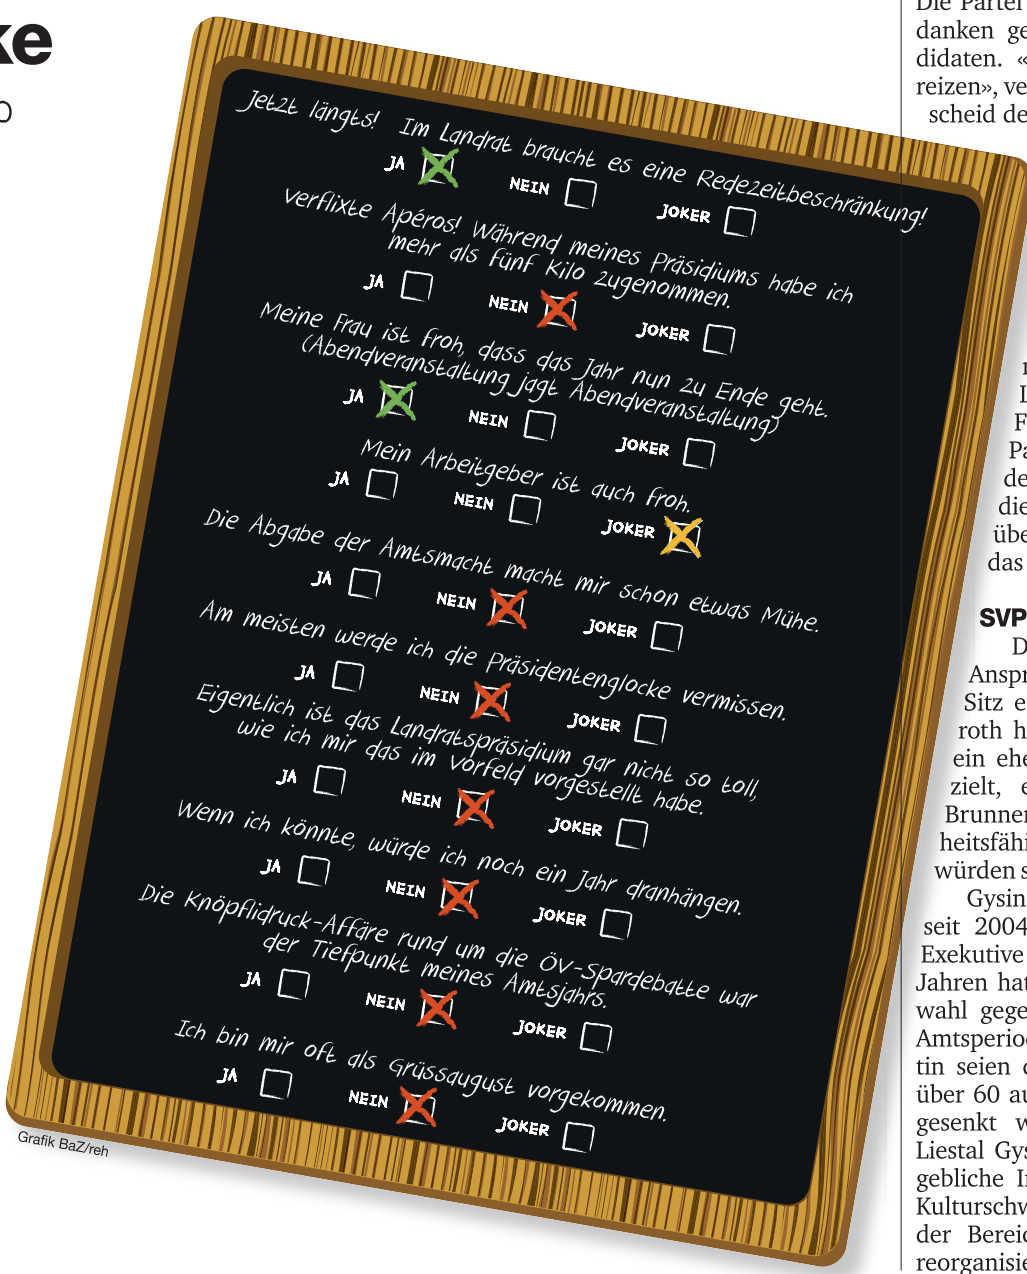 ke
Jetzt längts! Im Landrat braucht es eine Redezeitbeschränkung!
JA NEIN JOKER
Verflixte Apéros! Während meines Präsidiums habe ich
mehr als fünf Kilo zugenommen.
JA NEIN JOKER
Meine Frau ist froh, dass das Jahr nun zu Ende geht.
(Abendveranstaltung jagt Abendveranstaltung)
JA NEIN JOKER
Mein Arbeitgeber ist auch froh.
JA NEIN JOKER
Die Abgabe der Amtsmacht macht mir schon etwas Mühe.
JA NEIN JOKER
Am meisten werde ich die Präsidentenglocke vermissen.
JA NEIN JOKER
Eigentlich ist das Landratspräsidium gar nicht so toll,
wie ich mir das im Vorfeld vorgestellt habe.
JA NEIN JOKER
Wenn ich könnte, würde ich noch ein Jahr dranhängen.
JA NEIN JOKER
Die Knöpflidruck-Affäre rund um die ÖV-Spardebatte war
der Tiefpunkt meines Amtsjahrs.
JA NEIN JOKER
Ich bin mir oft als Grüssaugust vorgekommen.
JA NEIN JOKER
Grafik BaZ/reh
Die Partei
danken ge
didaten. «
reizen», ve
scheid de
F
Pa
de
die
übe
das
SVP
D
Anspr
Sitz e
roth h
ein ehe
zielt, e
Brunner
heitsfähi
würden s
Gysin
seit 2004
Exekutive
Jahren hat
wahl gege
Amtsperio
tin seien
über 60 au
gesenkt w
Liestal Gys
gebliche I
Kulturschw
der Bereic
reorganisie